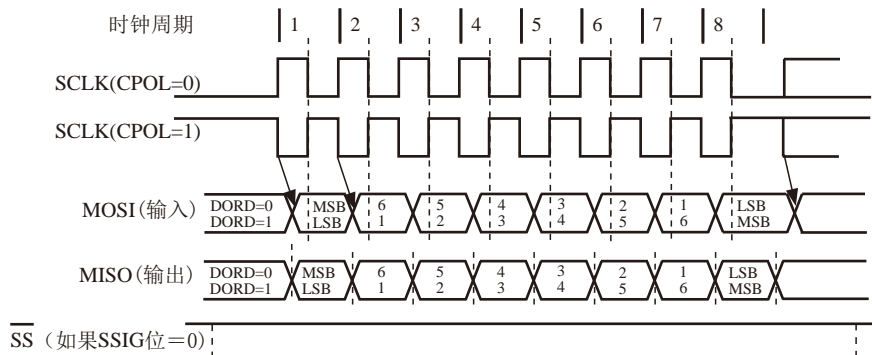 时钟周期 1 2 3 4 5 6 7 8
SCLK(CPOL=0)
SCLK(CPOL=1)
MOSI(输入) DORD=0 MSB 6 5 4 3 2 1 LSB
DORD=1 LSB 1 2 3 4 5 6 MSB
MISO(输出) DORD=0 MSB 6 5 4 3 2 1 LSB
DORD=1 LSB 1 2 3 4 5 6 MSB
SS(如果SSIG位=0)